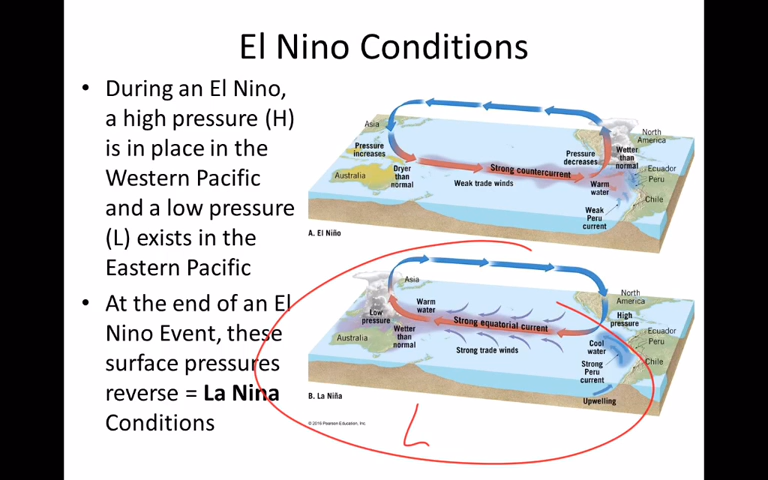 El Nino Conditions
• During an El Nino,
a high pressure (H)
is in place in the
Western Pacific
and a low pressure
(L) exists in the
Eastern Pacific
• At the end of an El
Nino Event, these
surface pressures
reverse = La Nina
Conditions
Asia
North
America
Pressure
increases
Pressure
decreases
Wetter
than
normal
Australia
Dryer
than
normal
Strong countercurrent
Weak trade winds
Warm
water
Ecuador
Peru
Chile
Weak
Peru
current
A. El Niño
Asia
North
America
Low
pressure
Warm
water
High
pressure
Australia
Wetter
than
normal
Strong equatorial current
Strong trade winds
Cool
water
Ecuador
Peru
Chile
Strong
Peru
current
Upwelling
B. La Niña
© 2016 Pearson Education, Inc.
L